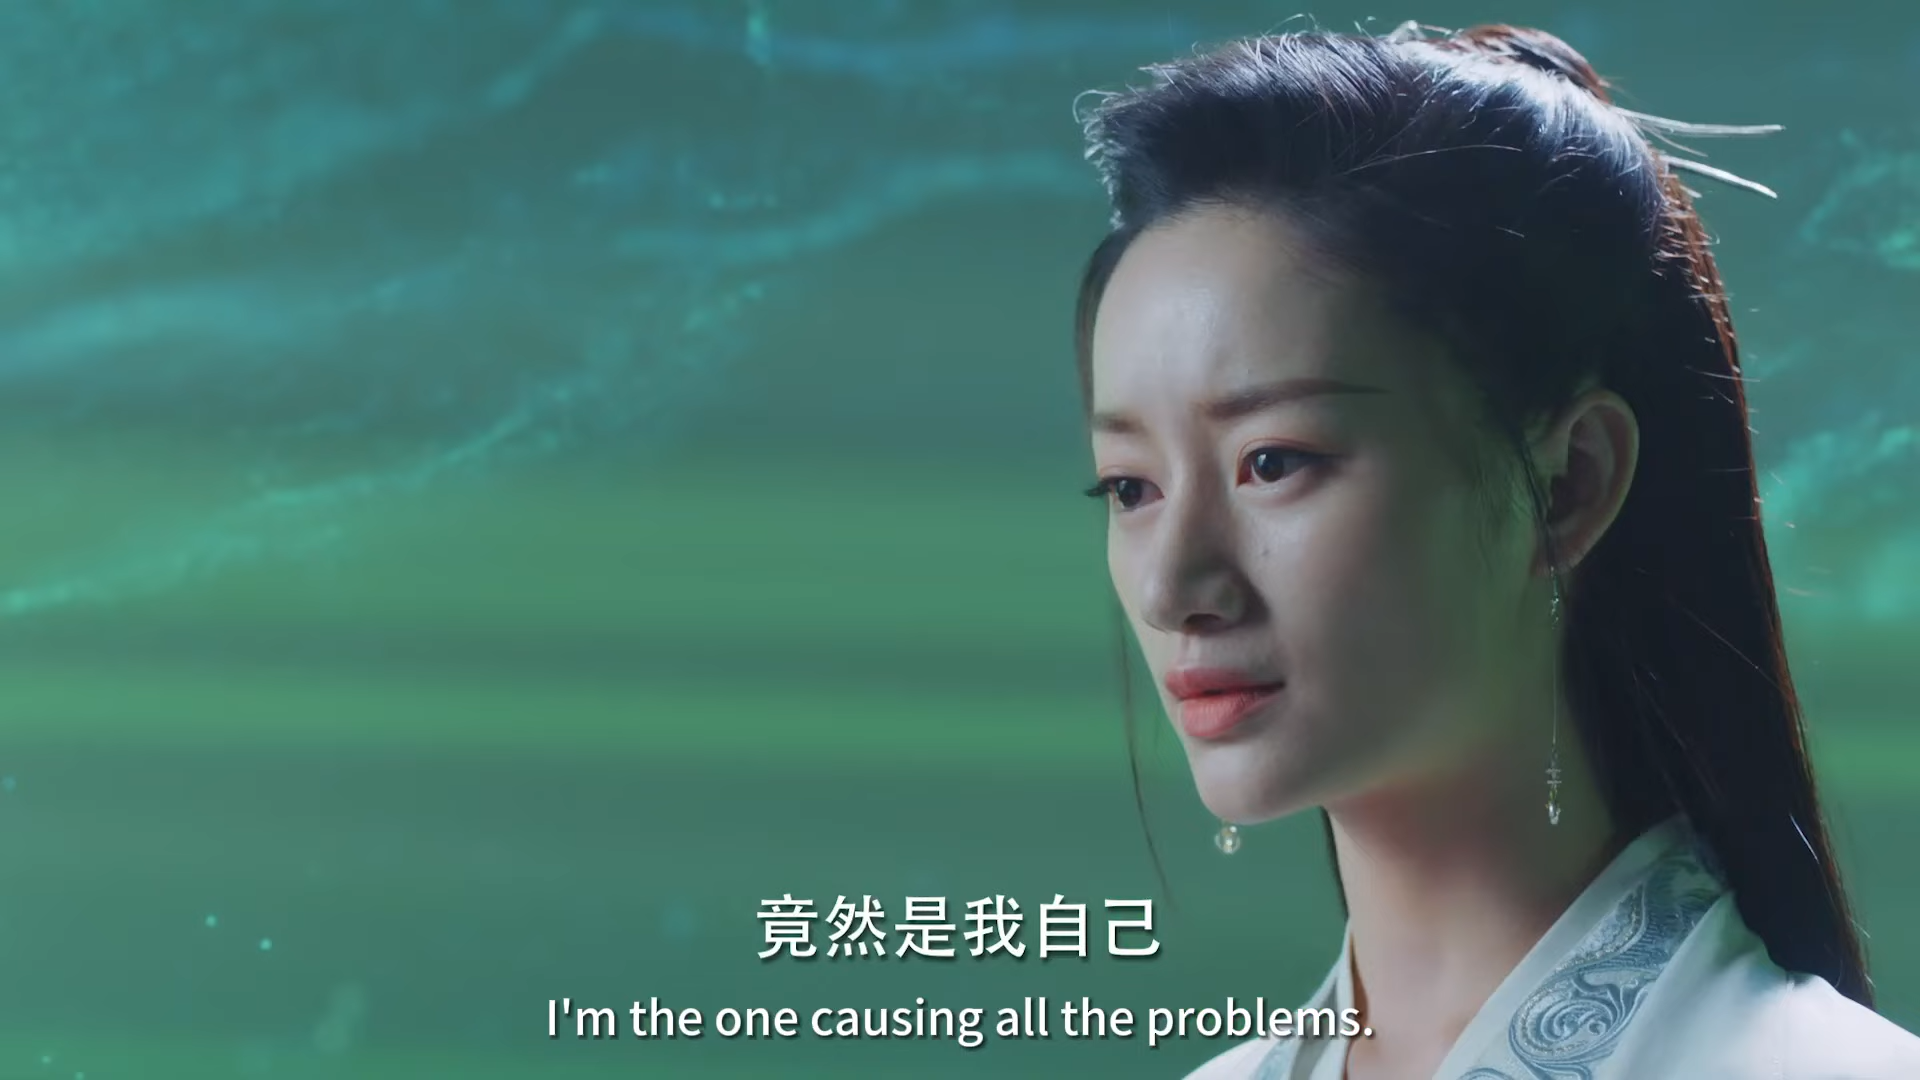 竟然是我自己
I'm the one causing all the problems.